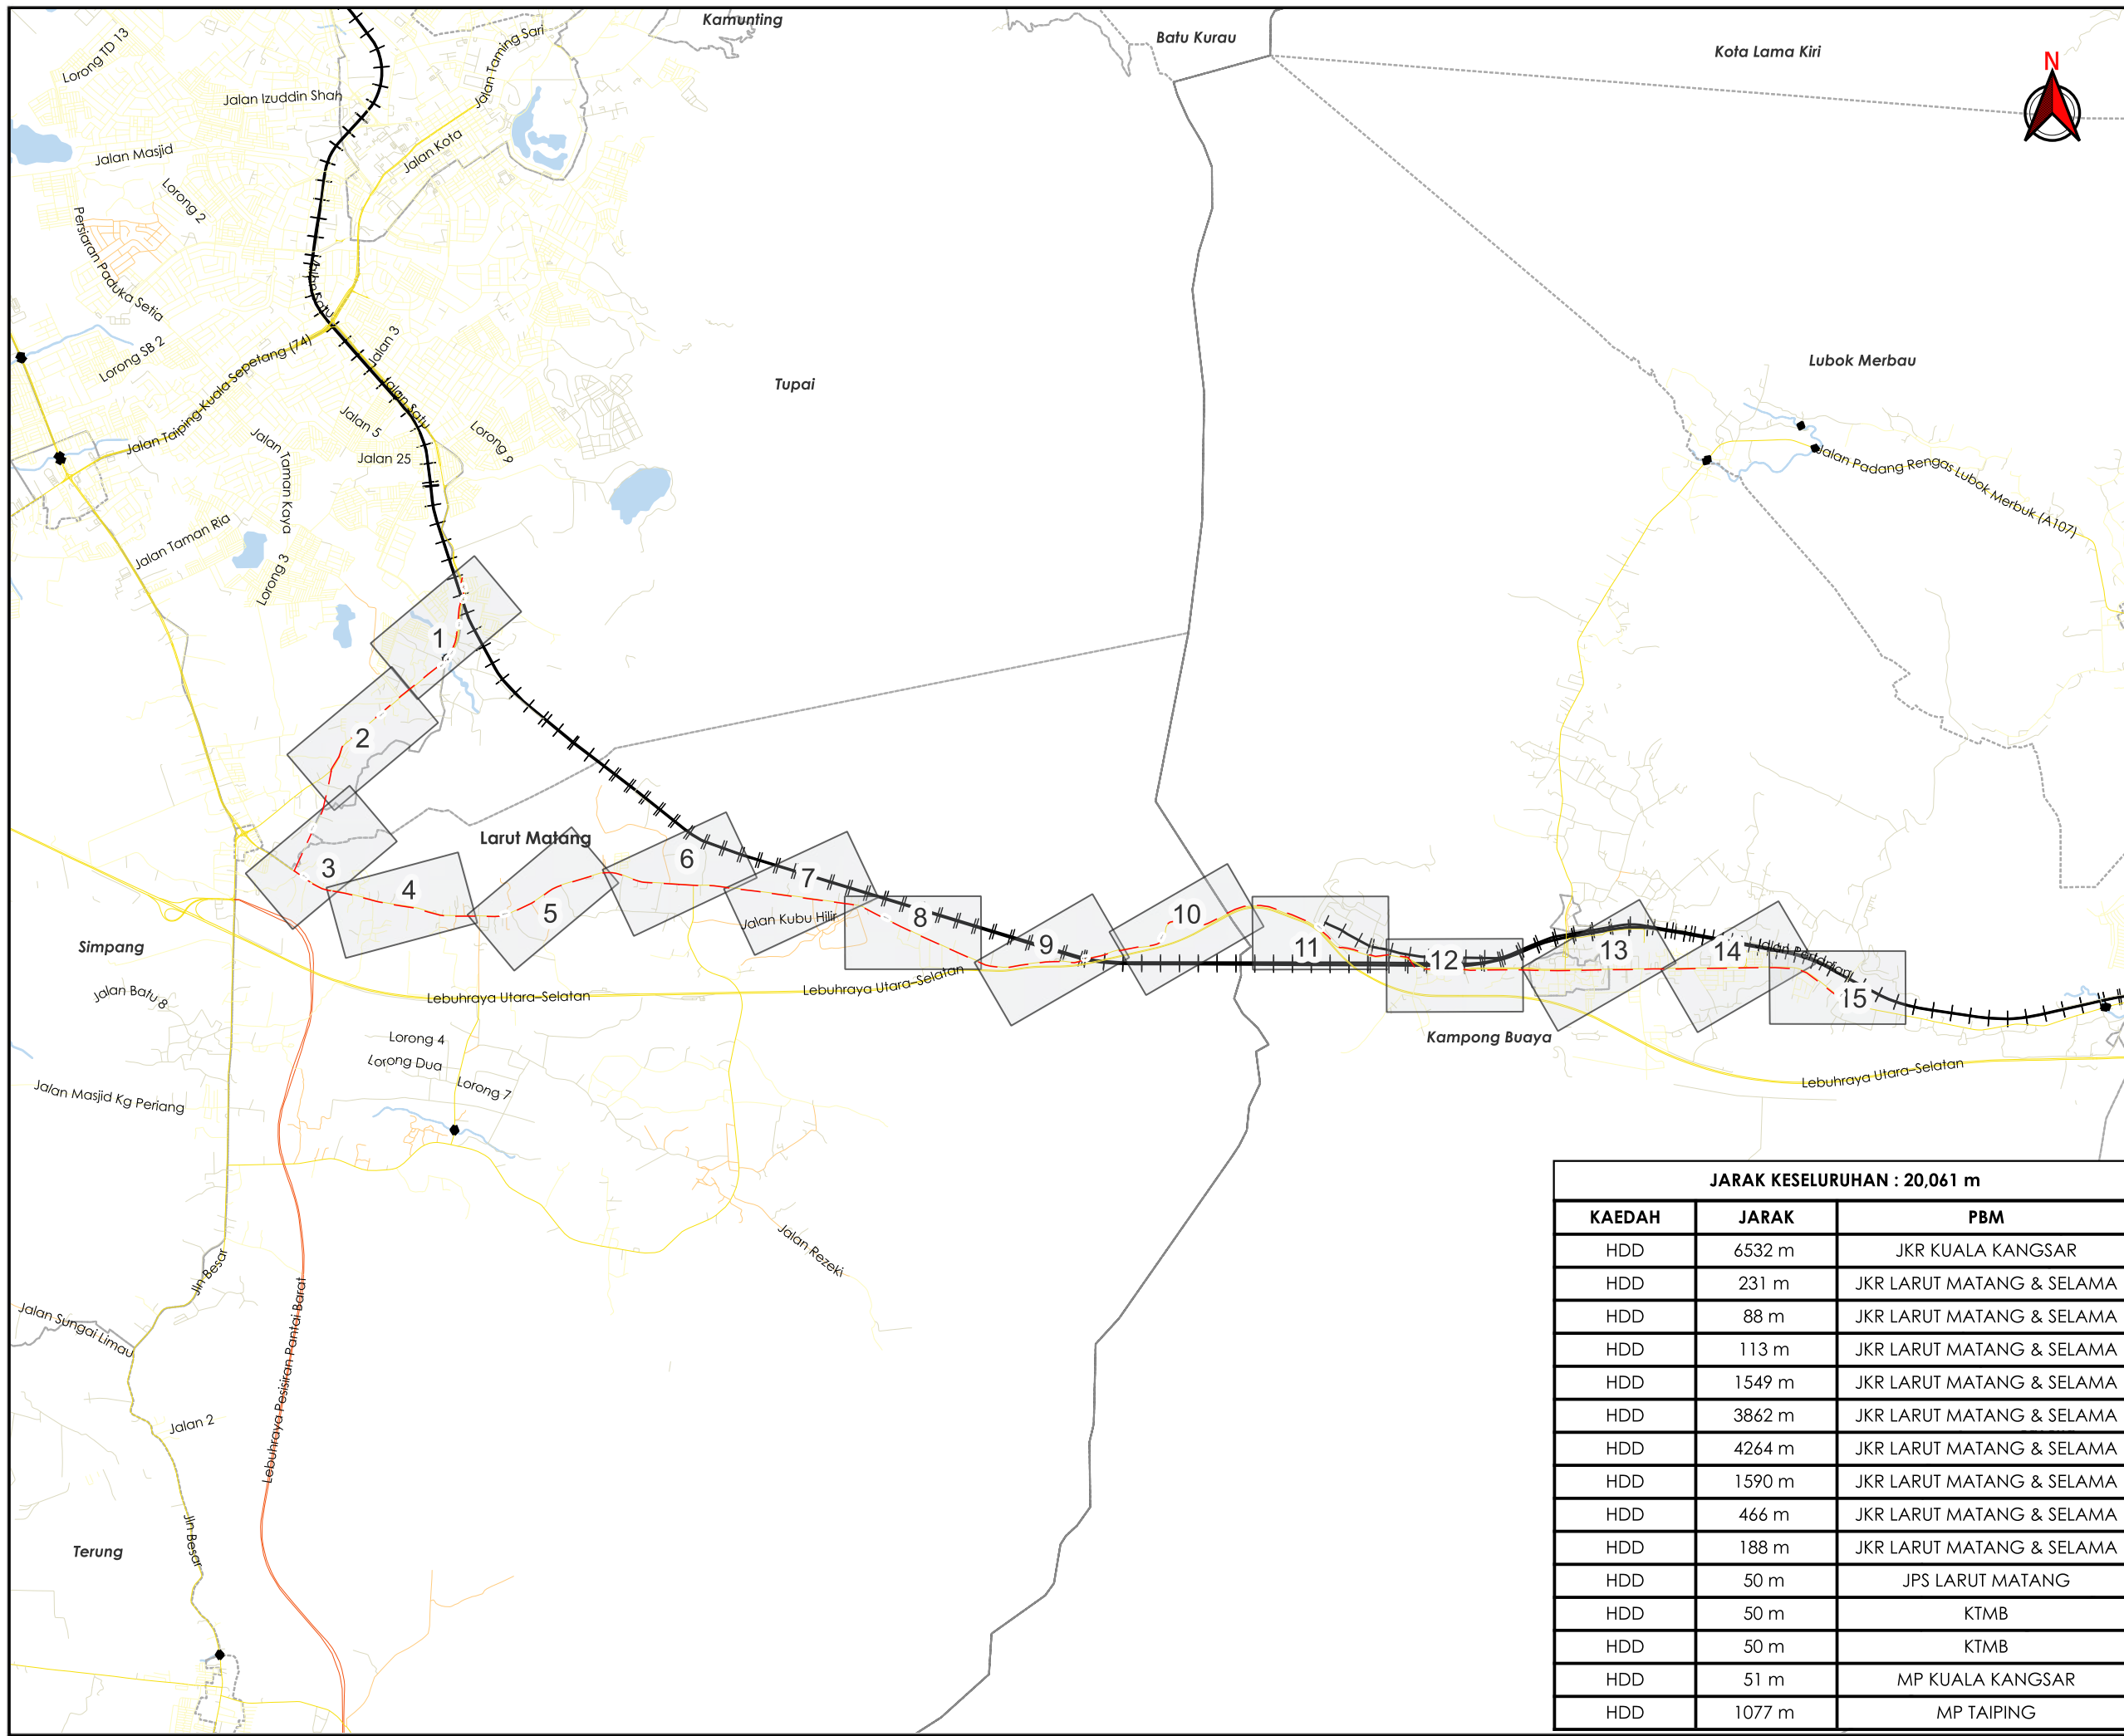 Kamunting
Batu Kurau
Kota Lama Kiri
N
Lorong TD 13
Jalan Taming Sari
Jalan Izuddin Shah
Jalan Kota
Jalan Masjid
Lorong 2
Persiaran Paduka Setia
Jalan Satu
Jalan 3
Lorong SB 2
Jalan Taiping-Kuala Sepetang (74)
Jalan Satu
Tupai
Lubok Merbau
Jalan 5
Jalan Taman Kaya
Jalan 25
Lorong 9
Jalan Padang Rengas Lubok Merbuk (A107)
Jalan Taman Ria
Lorong 3
1
2
Larut Matang
3
4
5
6
7
8
9
10
11
12
13
14
15
Jalan Kubu Hilir
Simpang
Lebuhraya Utara-Selatan
Lebuhraya Utara-Selatan
Jalan Batu 8
Lorong 4
Lorong Dua
Lorong 7
Kampong Buaya
Lebuhraya Utara-Selatan
Jalan Masjid Kg Periang
Jalan Rezeki
Jln Besar
Lebuhraya Pesisiran Pantai Barat
Jalan Sungai Limau
Jalan 2
Jln Besar
Terung
JARAK KESELURUHAN : 20,061 m
KAEDAH JARAK PBM
HDD 6532 m JKR KUALA KANGSAR
HDD 231 m JKR LARUT MATANG & SELAMA
HDD 88 m JKR LARUT MATANG & SELAMA
HDD 113 m JKR LARUT MATANG & SELAMA
HDD 1549 m JKR LARUT MATANG & SELAMA
HDD 3862 m JKR LARUT MATANG & SELAMA
HDD 4264 m JKR LARUT MATANG & SELAMA
HDD 1590 m JKR LARUT MATANG & SELAMA
HDD 466 m JKR LARUT MATANG & SELAMA
HDD 188 m JKR LARUT MATANG & SELAMA
HDD 50 m JPS LARUT MATANG
HDD 50 m KTMB
HDD 50 m KTMB
HDD 51 m MP KUALA KANGSAR
HDD 1077 m MP TAIPING